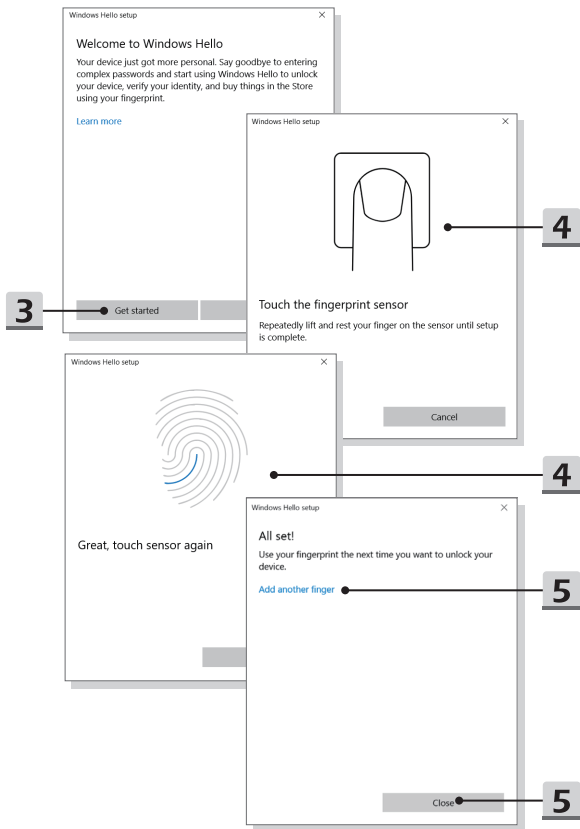 Windows Hello setup
Welcome to Windows Hello
Your device just got more personal. Say goodbye to entering
complex passwords and start using Windows Hello to unlock
your device, verify your identity, and buy things in the Store
using your fingerprint.
Learn more
3
Get started
Windows Hello setup
4
Touch the fingerprint sensor
Repeatedly lift and rest your finger on the sensor until setup
is complete.
Cancel
Windows Hello setup
4
Great, touch sensor again
Windows Hello setup
All set!
Use your fingerprint the next time you want to unlock your
device.
Add another finger
5
Close
5